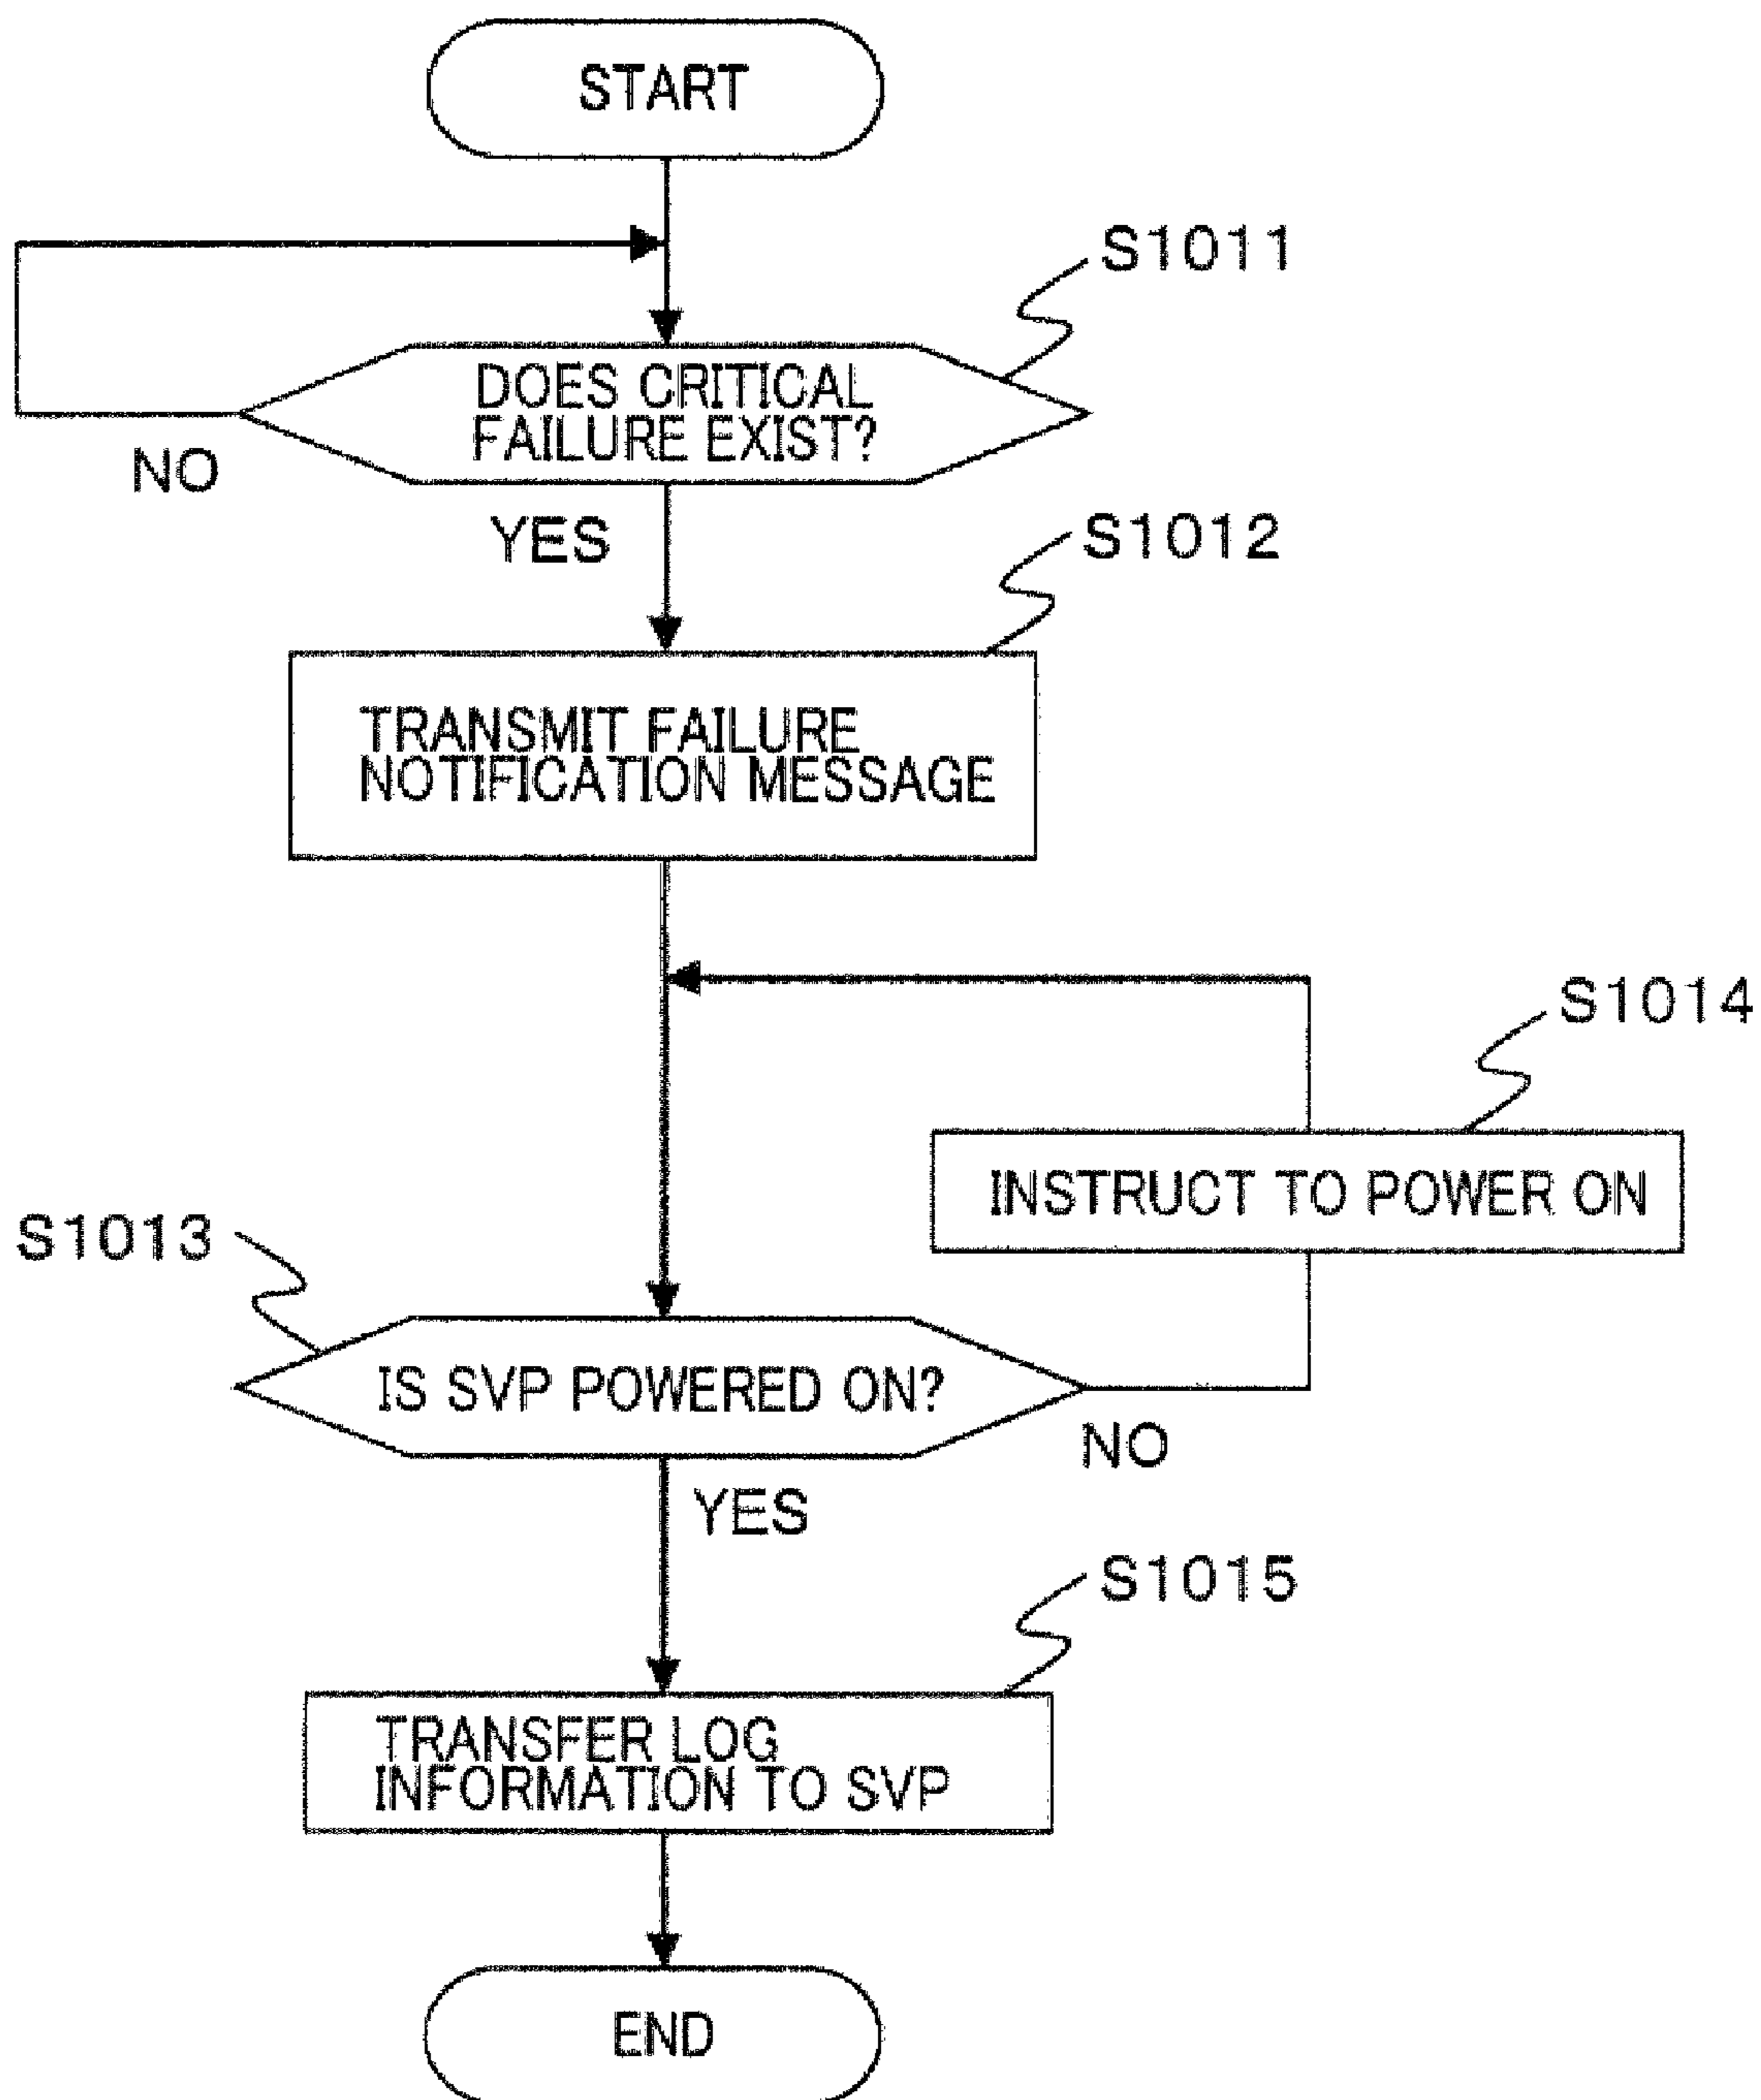 START
S1011
DOES CRITICAL
FAILURE EXIST?
NO
YES
S1012
TRANSMIT FAILURE
NOTIFICATION MESSAGE
S1014
INSTRUCT TO POWER ON
S1013
IS SVP POWERED ON?
NO
YES
S1015
TRANSFER LOG
INFORMATION TO SVP
END